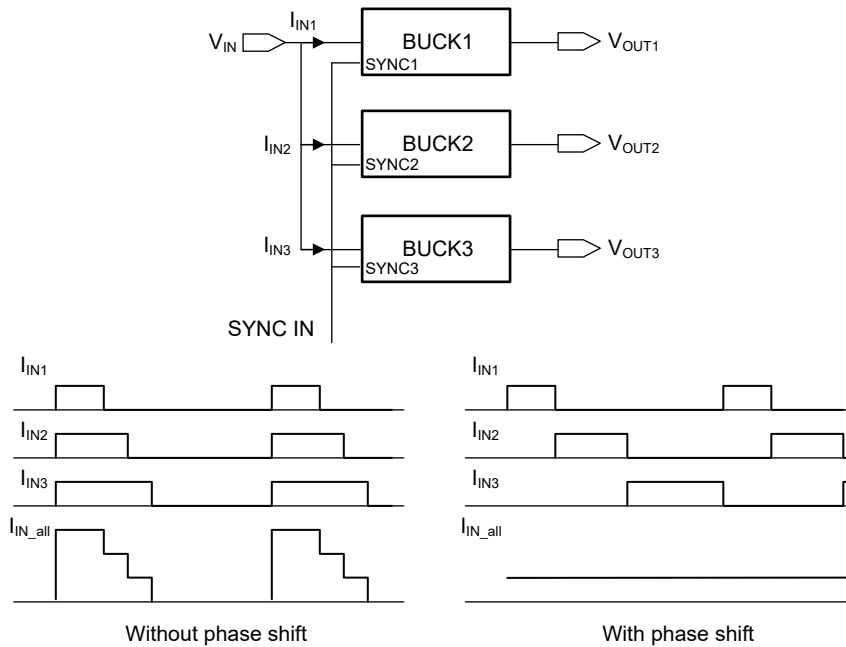 I_IN1
V_IN
BUCK1
V_OUT1
SYNC1
I_IN2
BUCK2
V_OUT2
SYNC2
I_IN3
BUCK3
V_OUT3
SYNC3
SYNC IN
I_IN1
I_IN2
I_IN3
I_IN_all
Without phase shift
I_IN1
I_IN2
I_IN3
I_IN_all
With phase shift